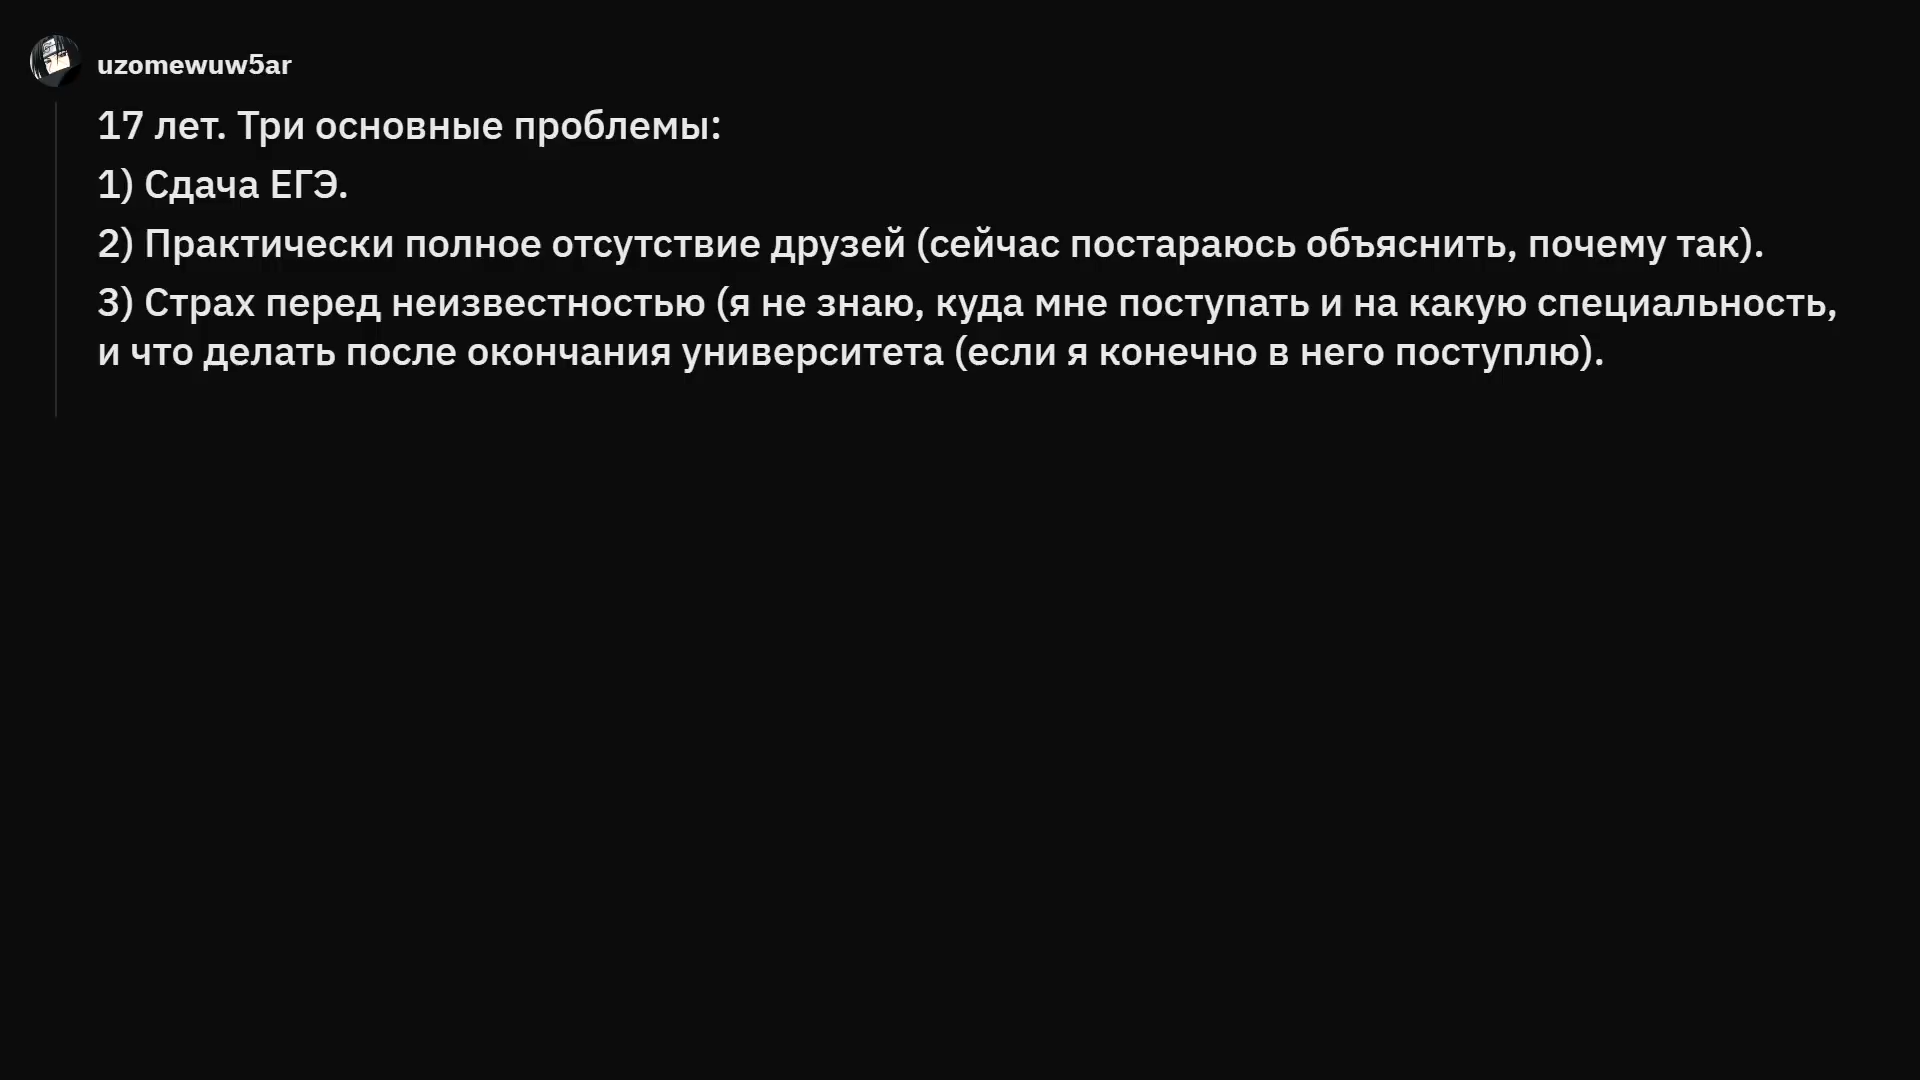 uzomewuw5ar
17 лет. Три основные проблемы:
1) Сдача ЕГЭ.
2) Практически полное отсутствие друзей (сейчас постараюсь объяснить, почему так).
3) Страх перед неизвестностью (я не знаю, куда мне поступать и на какую специальность,
и что делать после окончания университета (если я конечно в него поступлю).